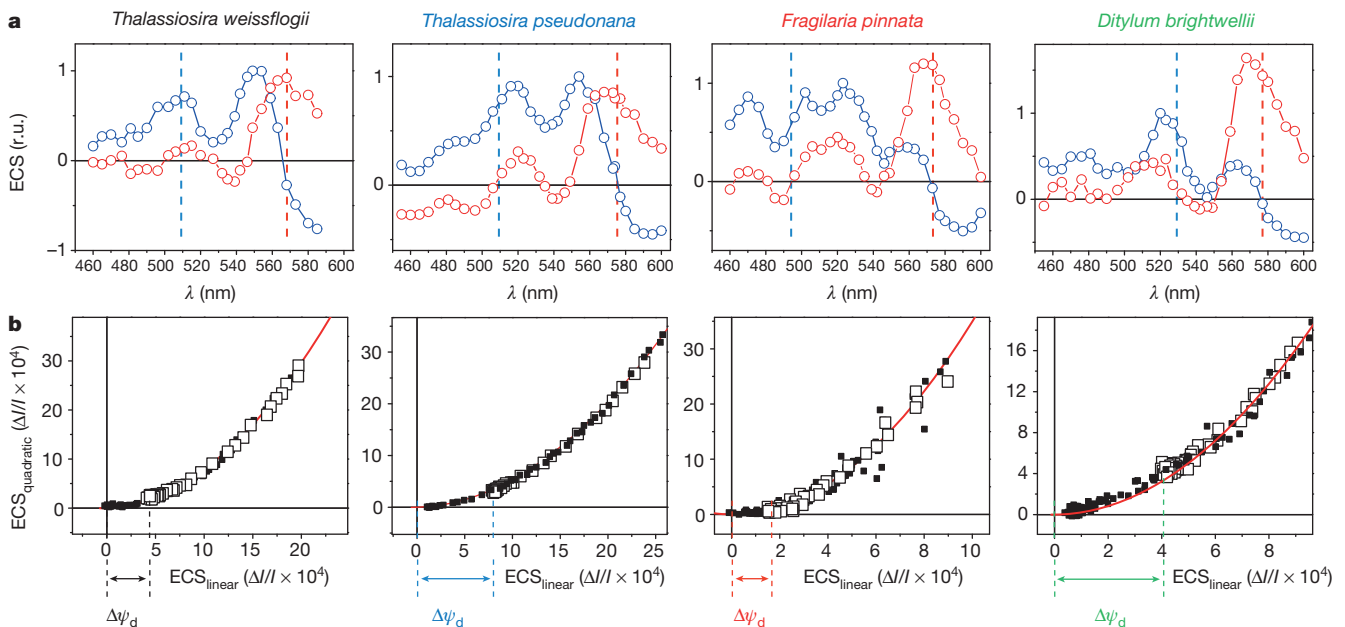 a
Thalassiosira weissflogii
Thalassiosira pseudonana
Fragilaria pinnata
Ditylum brightwellii
ECS (r.u.)
1
0
−1
460 480 500 520 540 560 580 600
λ (nm)
1
0
460 480 500 520 540 560 580 600
λ (nm)
1
0
460 480 500 520 540 560 580 600
λ (nm)
1
0
460 480 500 520 540 560 580 600
λ (nm)
b
ECSquadratic (ΔI/I × 10⁴)
30
20
10
0
0 5 10 15 20
ECSlinear (ΔI/I × 10⁴)
Δψd
30
20
10
0
0 5 10 15 20 25
ECSlinear (ΔI/I × 10⁴)
Δψd
30
20
10
0
0 2 4 6 8 10
ECSlinear (ΔI/I × 10⁴)
Δψd
16
12
8
4
0
0 2 4 6 8
ECSlinear (ΔI/I × 10⁴)
Δψd